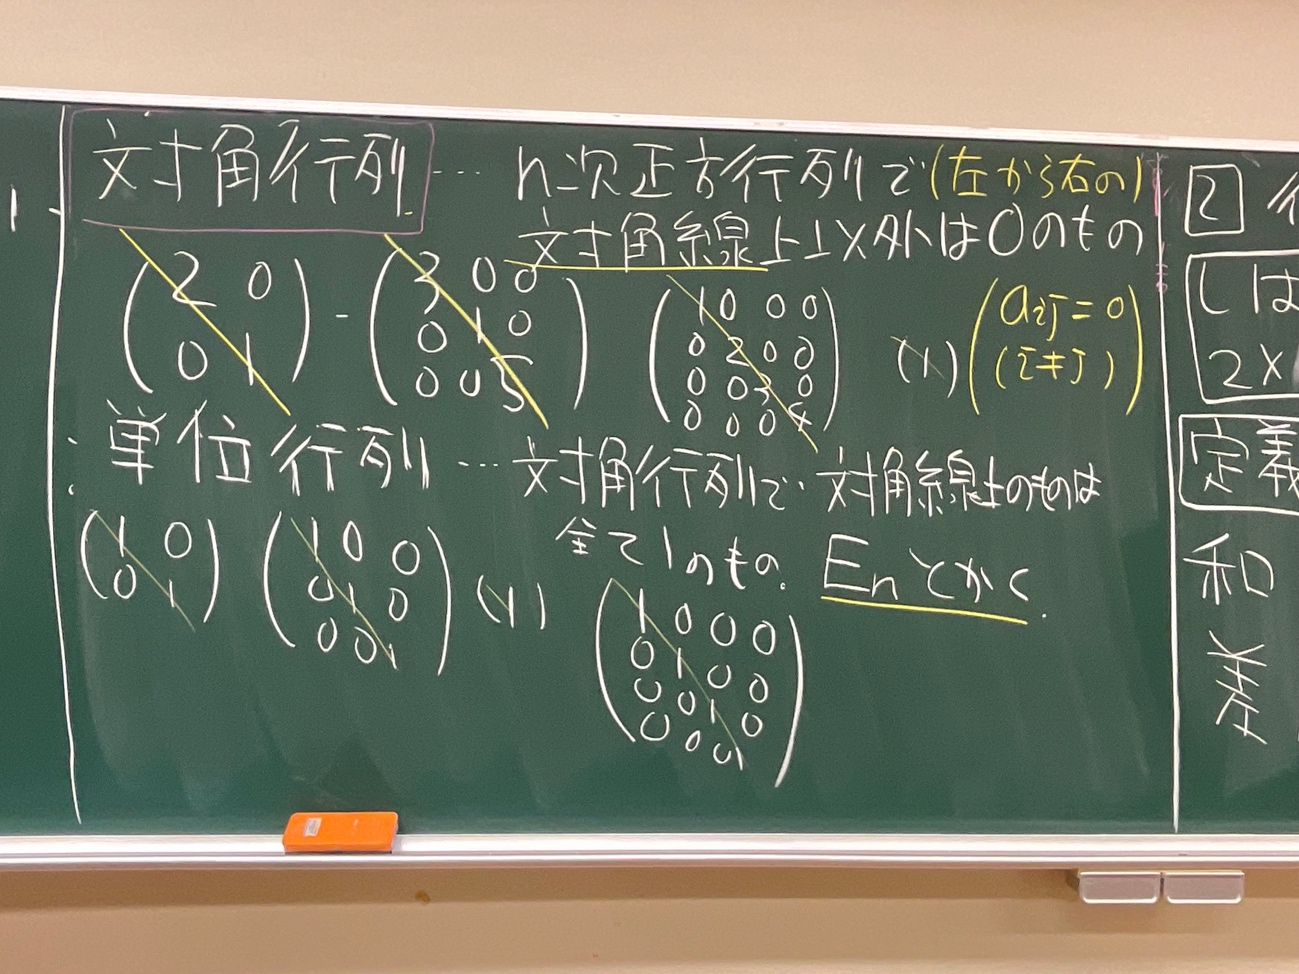 対角行列 … n次正方行列で(左から右の)
対角線上以外は0のもの
(2 0
0 1)
(3 0 0
0 1 0
0 0 5)
(1 0 0 0
0 2 0 0
0 0 3 0
0 0 0 4)
(1)
(aij = 0
(i≠j))
単位行列 … 対角行列で、対角線上のものは
全て1のもの。Enとかく.
(1 0
0 1)
(1 0 0
0 1 0
0 0 1)
(1)
(1 0 0 0
0 1 0 0
0 0 1 0
0 0 0 1)
2 行
しは
2×
定義
和
差